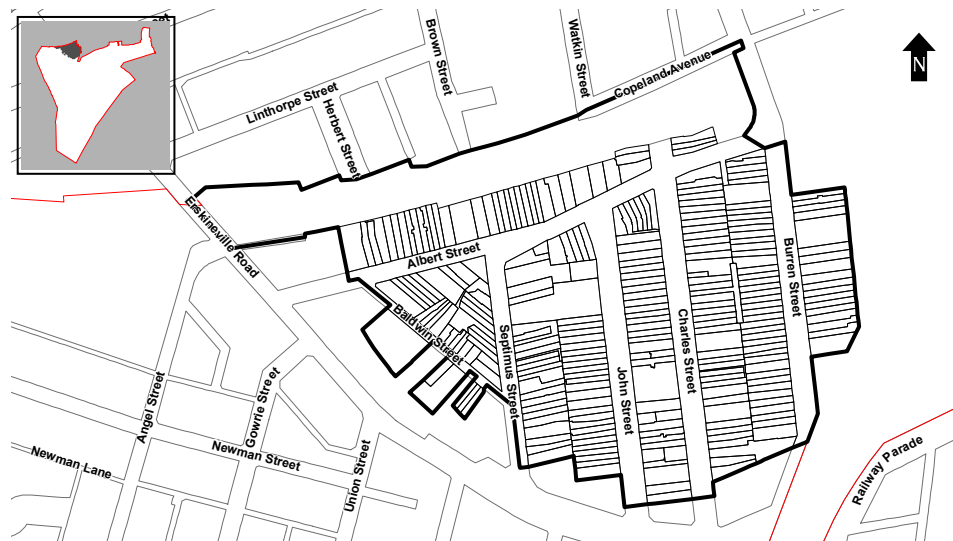 Brown Street
Watkin Street
Copeland Avenue
N
Linthorpe Street
Herbert Street
Erskineville Road
Albert Street
Burren Street
Baldwin Street
Septimus Street
Charles Street
John Street
Angel Street
Gowrie Street
Newman Street
Union Street
Newman Lane
Railway Parade